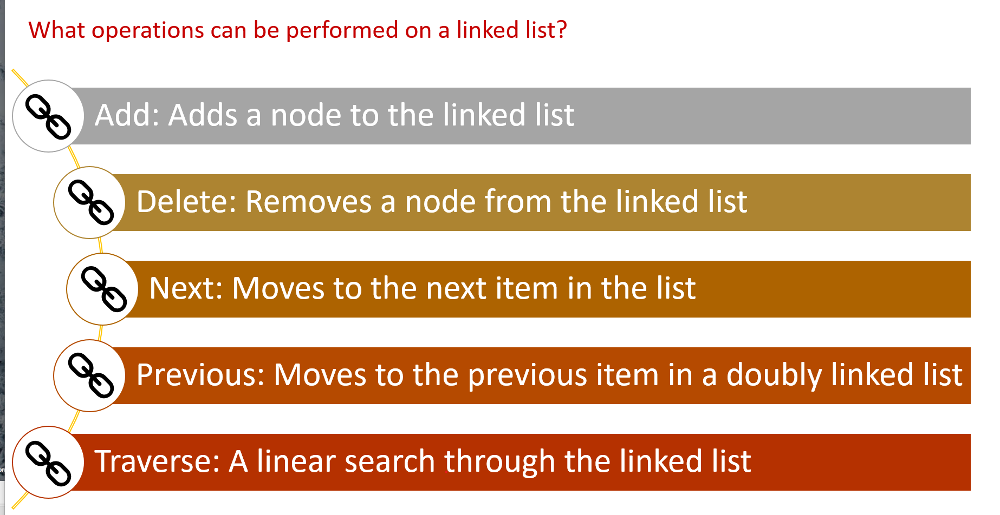 What operations can be performed on a linked list?
Add: Adds a node to the linked list
Delete: Removes a node from the linked list
Next: Moves to the next item in the list
Previous: Moves to the previous item in a doubly linked list
Traverse: A linear search through the linked list